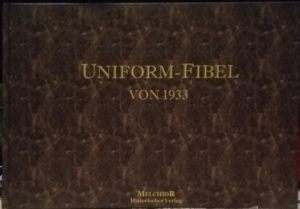 UNIFORM-FIBEL
VON 1933
MELCHIOR
Historischer Verlag